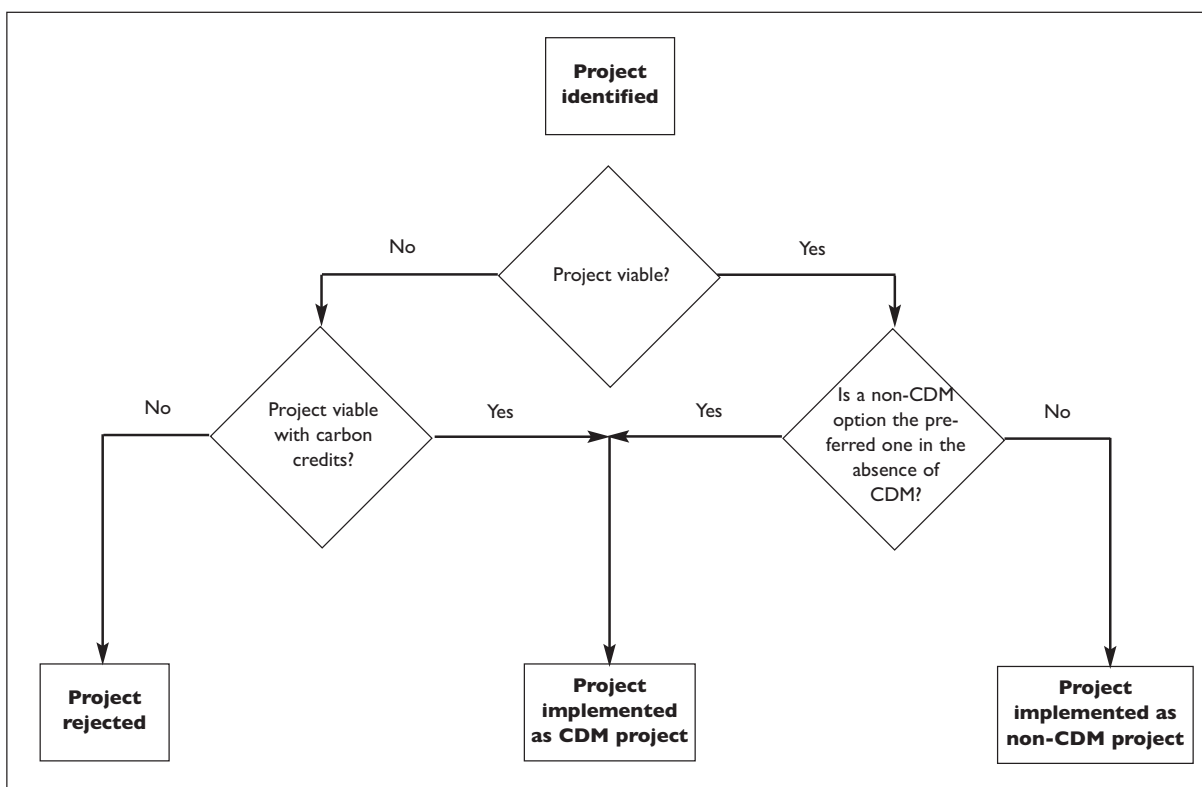 Project
identified
No
Yes
Project viable?
No
Project viable
with carbon
credits?
Yes
Yes
Is a non-CDM
option the pre-
ferred one in the
absence of
CDM?
No
Project
rejected
Project
implemented
as CDM project
Project
implemented as
non-CDM project